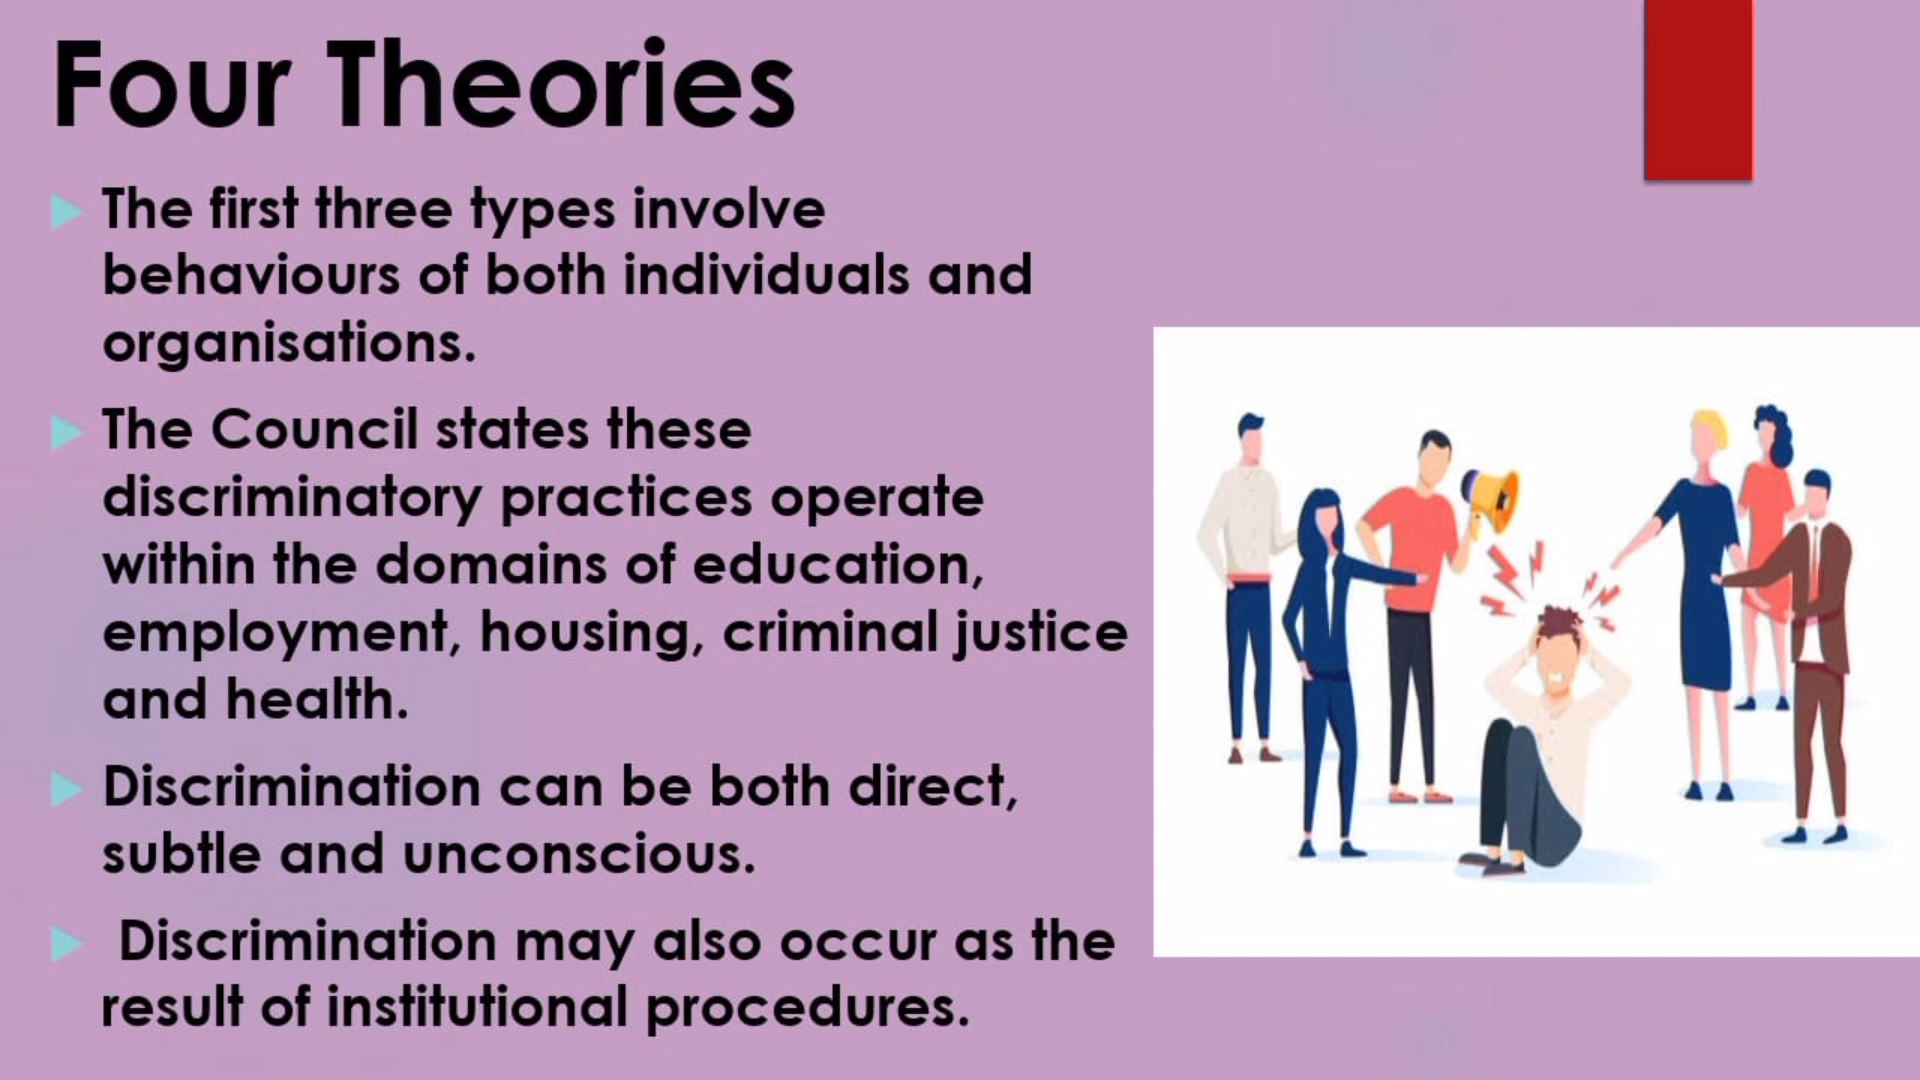 Four Theories
The first three types involve
behaviours of both individuals and
organisations.
The Council states these
discriminatory practices operate
within the domains of education,
employment, housing, criminal justice
and health.
Discrimination can be both direct,
subtle and unconscious.
Discrimination may also occur as the
result of institutional procedures.